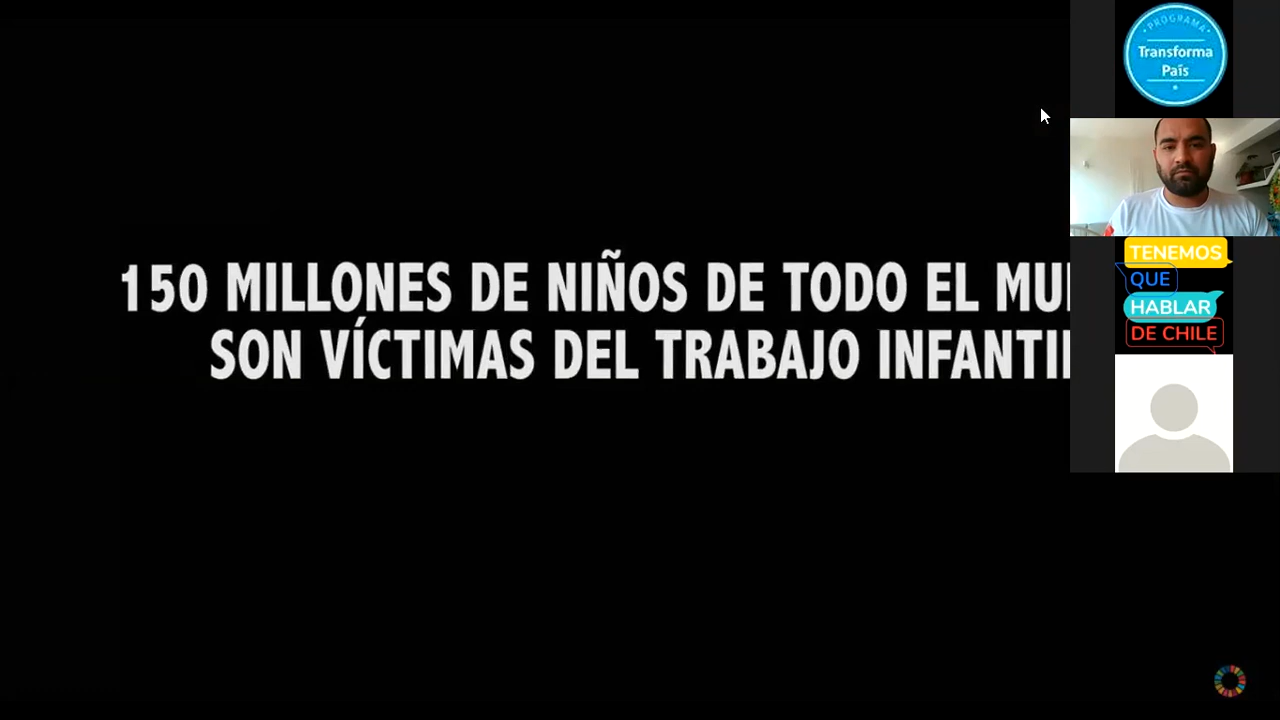 150 MILLONES DE NIÑOS DE TODO EL MU
SON VÍCTIMAS DEL TRABAJO INFANTI
PROGRAMA
Transforma
País
TENEMOS
QUE
HABLAR
DE CHILE